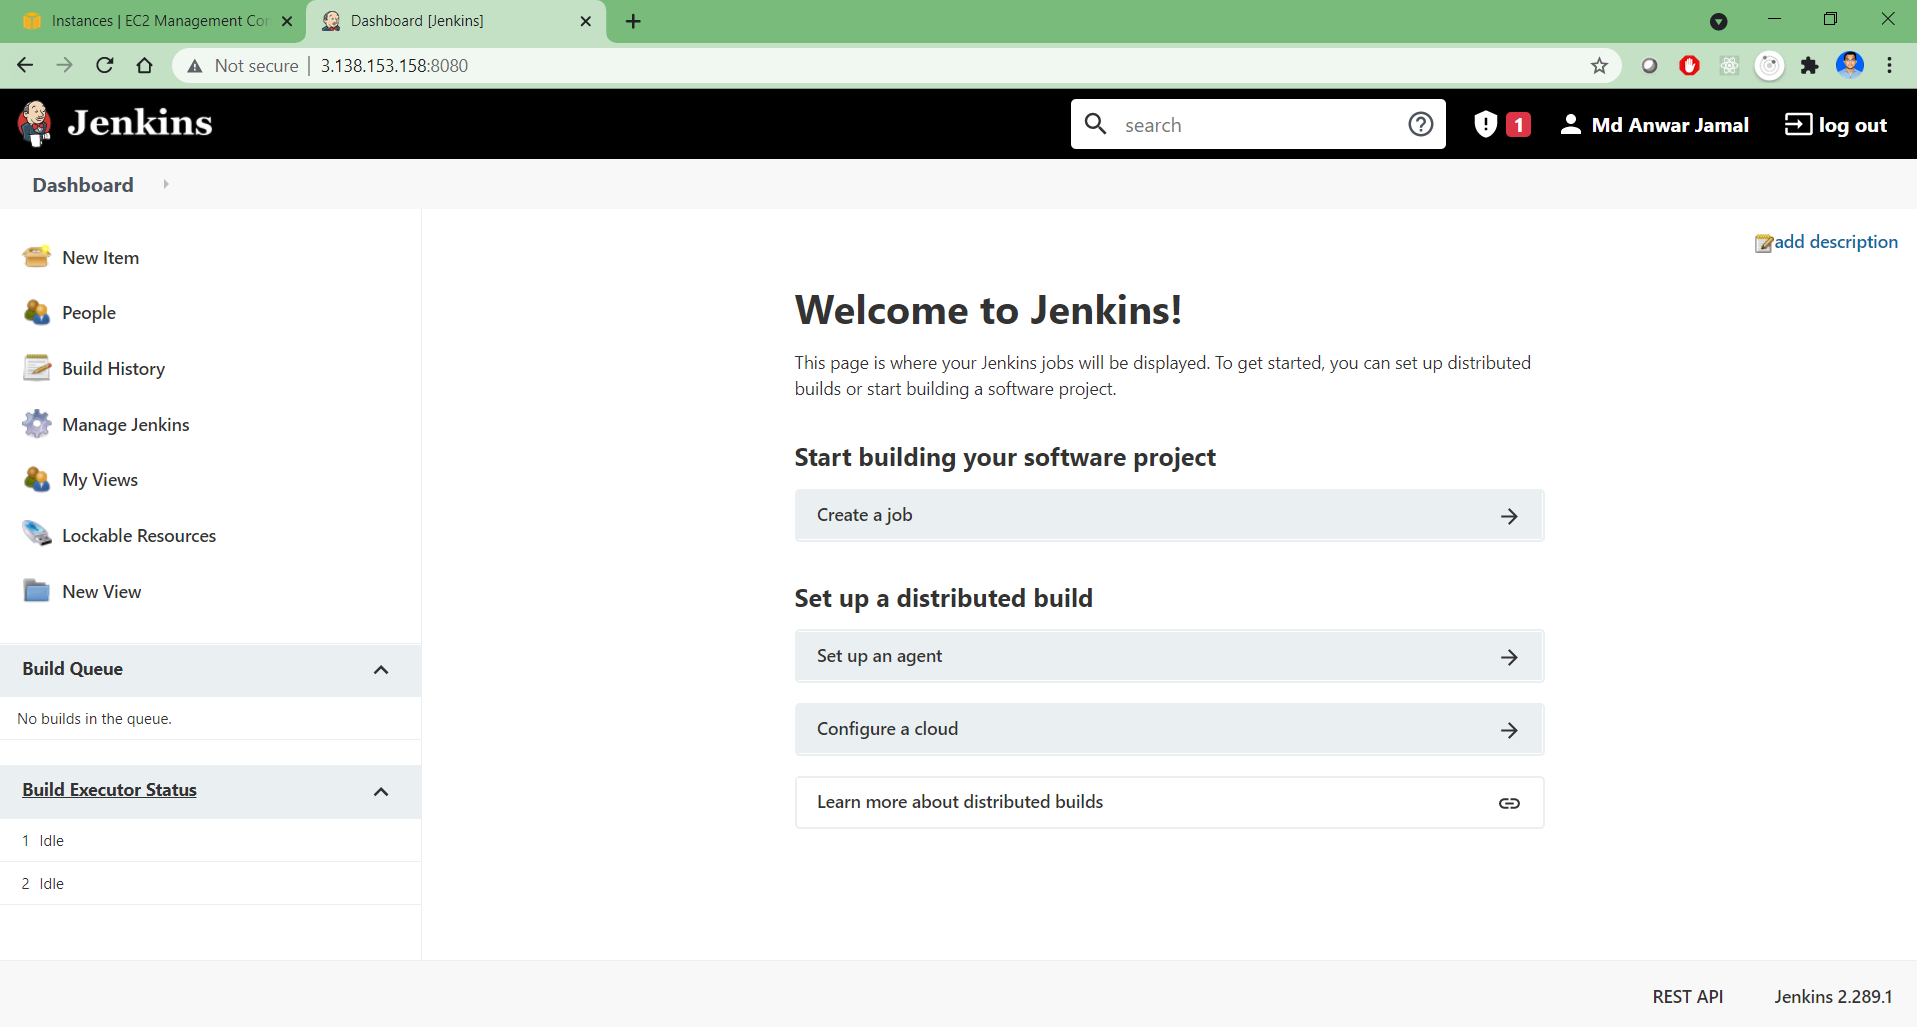 Instances | EC2 Management Con
Dashboard [Jenkins]
Not secure
3.138.153.158:8080
Jenkins
search
1
Md Anwar Jamal
log out
Dashboard
New Item
People
Build History
Manage Jenkins
My Views
Lockable Resources
New View
Build Queue
No builds in the queue.
Build Executor Status
1 Idle
2 Idle
add description
Welcome to Jenkins!
This page is where your Jenkins jobs will be displayed. To get started, you can set up distributed
builds or start building a software project.
Start building your software project
Create a job
Set up a distributed build
Set up an agent
Configure a cloud
Learn more about distributed builds
REST API
Jenkins 2.289.1